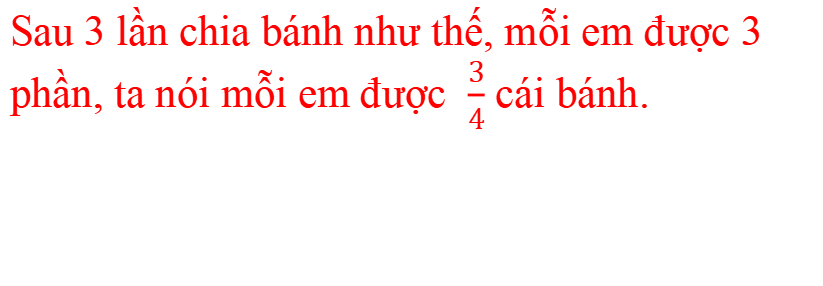 Sau 3 lần chia bánh như thế, mỗi em được 3
phần, ta nói mỗi em được 3/4 cái bánh.